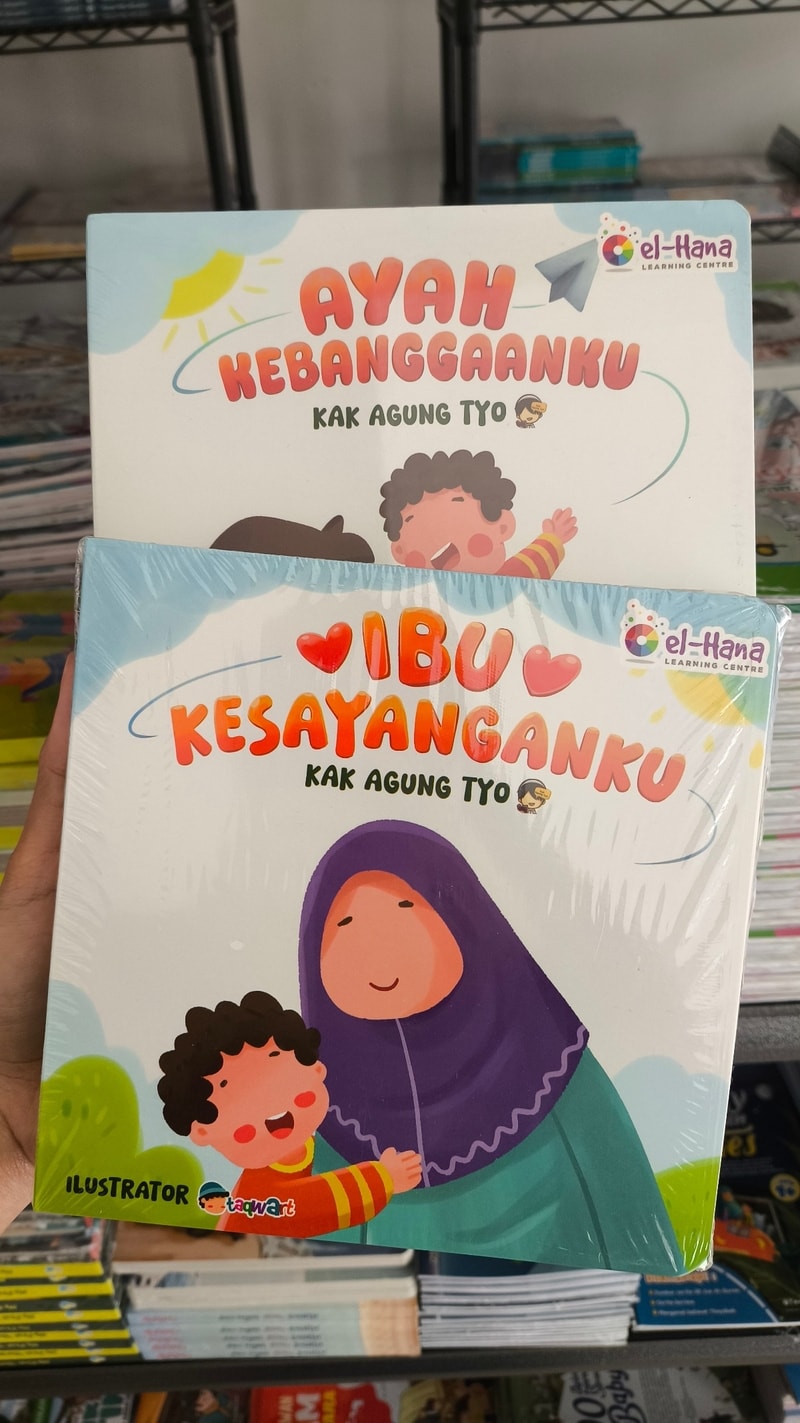 el-Hana
LEARNING CENTRE
AYAH
KEBANGGAANKU
KAK AGUNG TYO
el-Hana
LEARNING CENTRE
IBU
KESAYANGANKU
KAK AGUNG TYO
ILUSTRATOR taqwart